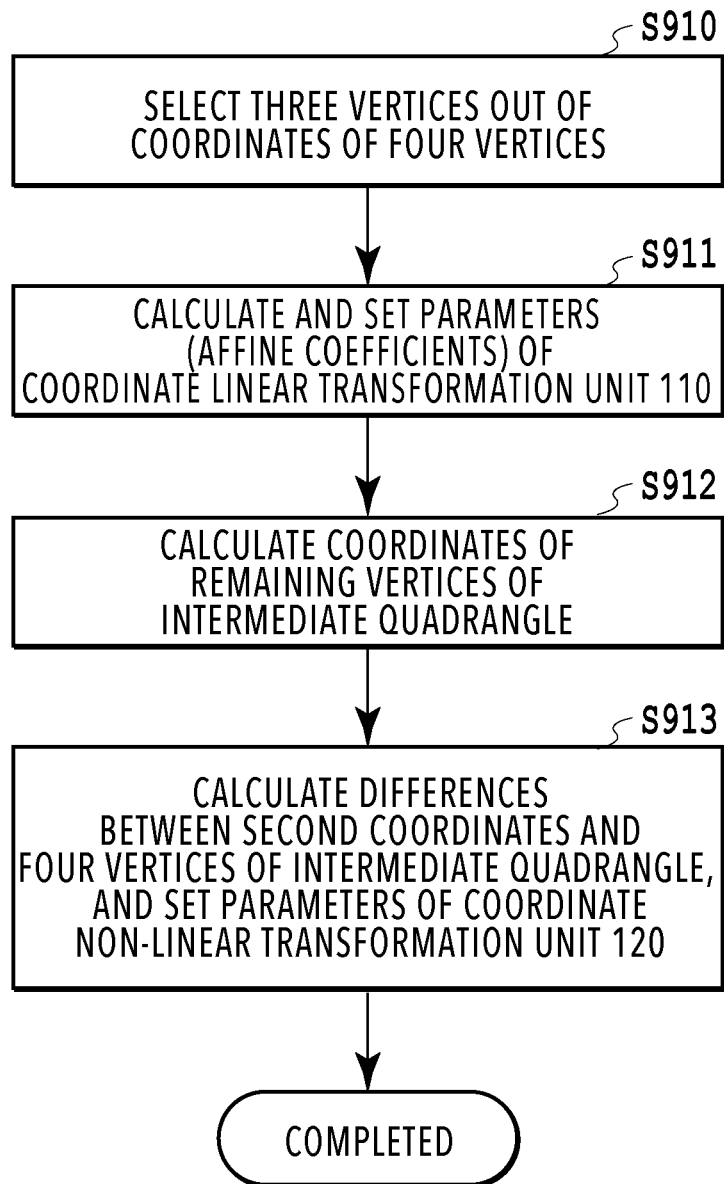 S910
SELECT THREE VERTICES OUT OF
COORDINATES OF FOUR VERTICES
S911
CALCULATE AND SET PARAMETERS
(AFFINE COEFFICIENTS) OF
COORDINATE LINEAR TRANSFORMATION UNIT 110
S912
CALCULATE COORDINATES OF
REMAINING VERTICES OF
INTERMEDIATE QUADRANGLE
S913
CALCULATE DIFFERENCES
BETWEEN SECOND COORDINATES AND
FOUR VERTICES OF INTERMEDIATE QUADRANGLE,
AND SET PARAMETERS OF COORDINATE
NON-LINEAR TRANSFORMATION UNIT 120
COMPLETED